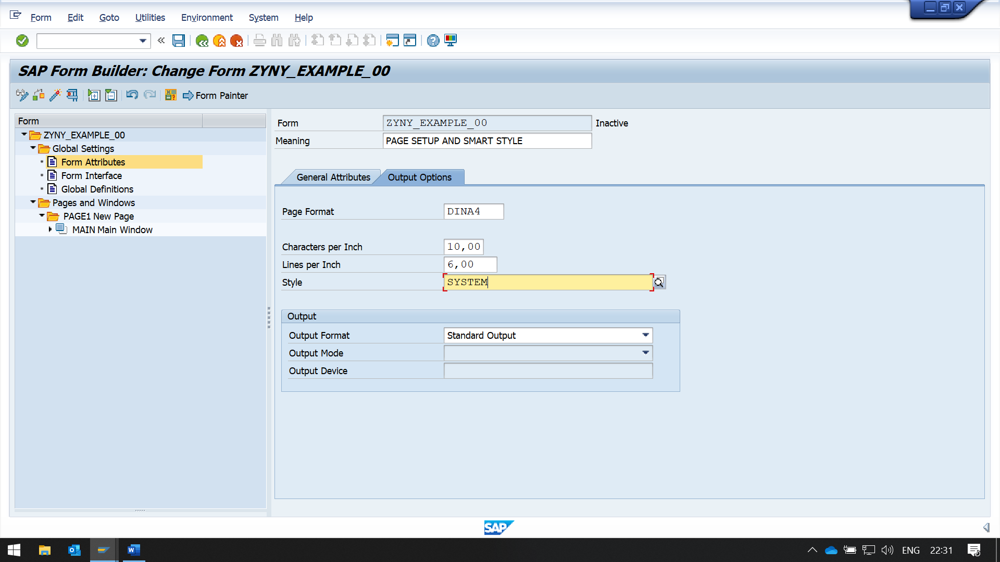 Form Edit Goto Utilities Environment System Help
SAP Form Builder: Change Form ZYNY_EXAMPLE_00
Form Painter
Form
ZYNY_EXAMPLE_00
Global Settings
Form Attributes
Form Interface
Global Definitions
Pages and Windows
PAGE1 New Page
MAIN Main Window
Form ZYNY_EXAMPLE_00 Inactive
Meaning PAGE SETUP AND SMART STYLE
General Attributes Output Options
Page Format DINA4
Characters per Inch 10,00
Lines per Inch 6,00
Style SYSTEM
Output
Output Format Standard Output
Output Mode
Output Device
SAP
ENG 22:31